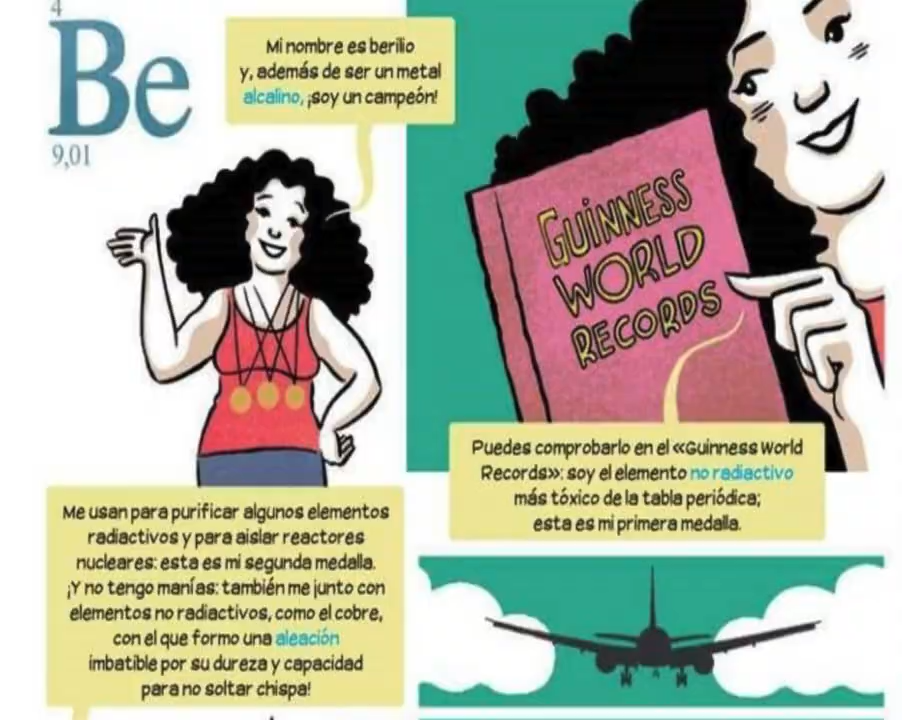 4
Be
9,01
Mi nombre es berilio
y, además de ser un metal
alcalino, ¡soy un campeón!
GUINNESS
WORLD
RECORDS
Puedes comprobarlo en el «Guinness World
Records»: soy el elemento no radiactivo
más tóxico de la tabla periódica;
esta es mi primera medalla.
Me usan para purificar algunos elementos
radiactivos y para aislar reactores
nucleares: esta es mi segunda medalla.
¡Y no tengo manías: también me junto con
elementos no radiactivos, como el cobre,
con el que formo una aleación
imbatible por su dureza y capacidad
para no soltar chispa!